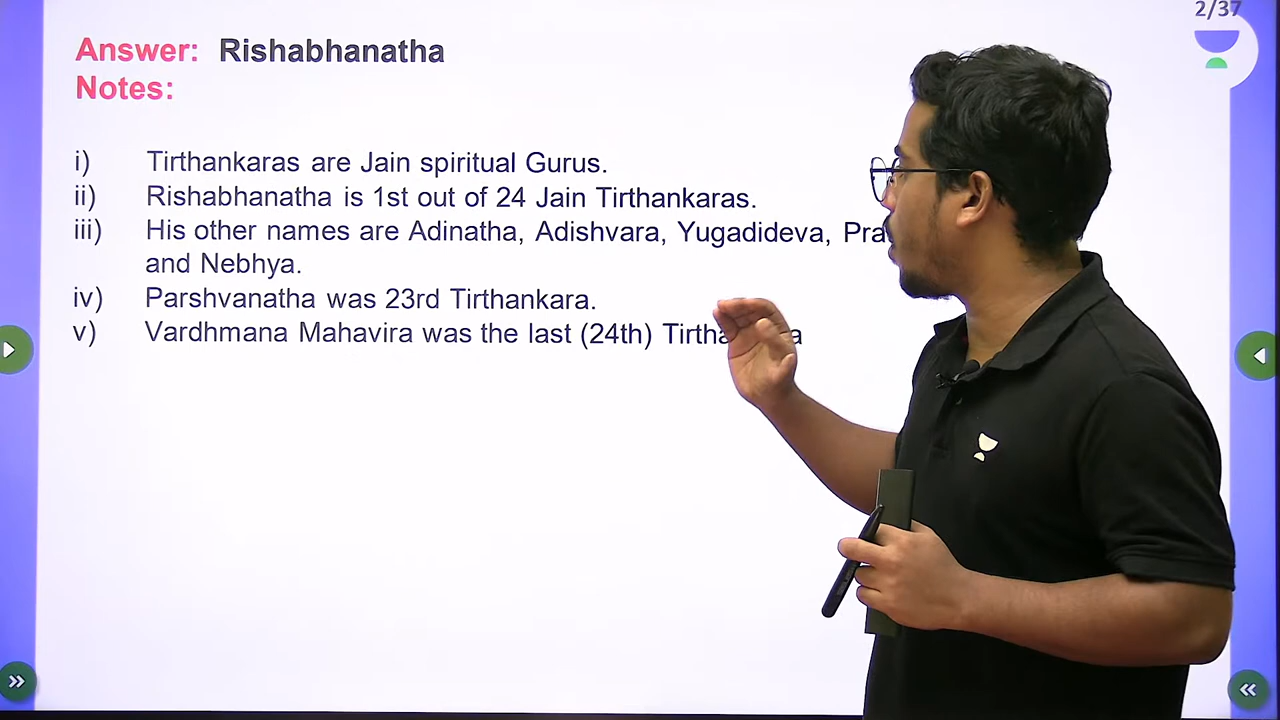 2/37
Answer: Rishabhanatha
Notes:
i) Tirthankaras are Jain spiritual Gurus.
ii) Rishabhanatha is 1st out of 24 Jain Tirthankaras.
iii) His other names are Adinatha, Adishvara, Yugadideva,
and Nebhya.
iv) Parshvanatha was 23rd Tirthankara.
v) Vardhmana Mahavira was the last (24th)